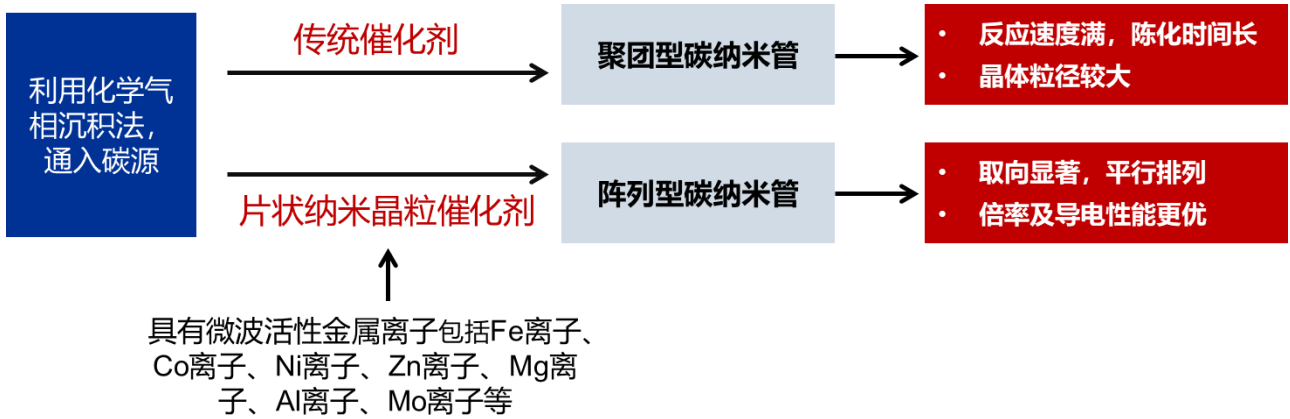 利用化学气
相沉积法，
通入碳源
传统催化剂
聚团型碳纳米管
• 反应速度满，陈化时间长
• 晶体粒径较大
片状纳米晶粒催化剂
阵列型碳纳米管
• 取向显著，平行排列
• 倍率及导电性能更优
具有微波活性金属离子包括Fe离子、
Co离子、Ni离子、Zn离子、Mg离
子、Al离子、Mo离子等